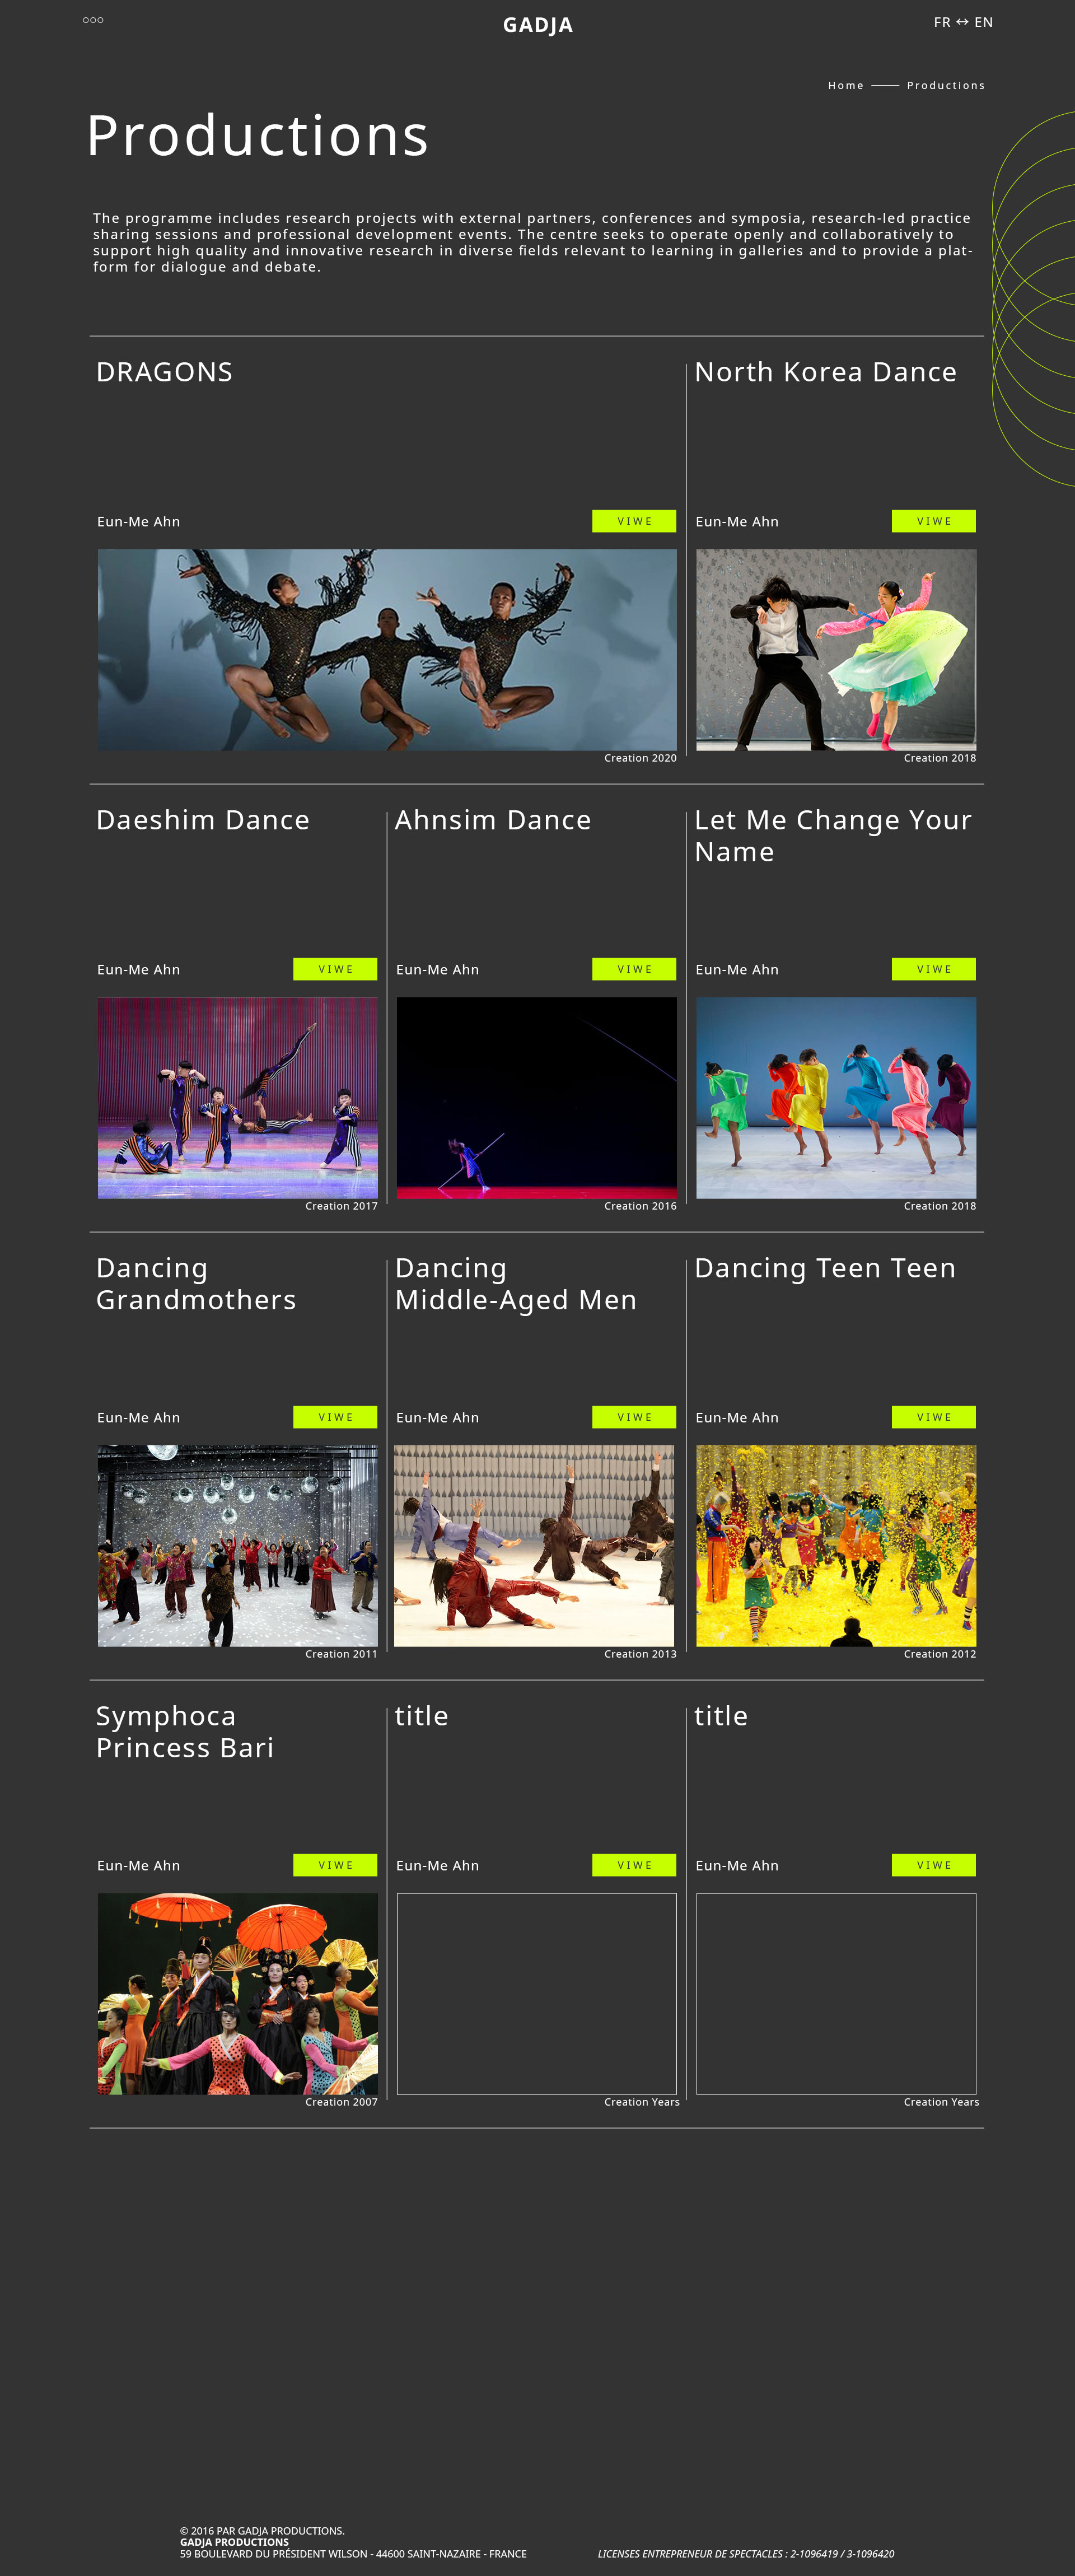 GADJA
FR ↔ EN
Home Productions
Productions
The programme includes research projects with external partners, conferences and symposia, research-led practice
sharing sessions and professional development events. The centre seeks to operate openly and collaboratively to
support high quality and innovative research in diverse fields relevant to learning in galleries and to provide a plat-
form for dialogue and debate.
DRAGONS
Eun-Me Ahn
VIWE
Creation 2020
North Korea Dance
Eun-Me Ahn
VIWE
Creation 2018
Daeshim Dance
Eun-Me Ahn
VIWE
Creation 2017
Ahnsim Dance
Eun-Me Ahn
VIWE
Creation 2016
Let Me Change Your
Name
Eun-Me Ahn
VIWE
Creation 2018
Dancing
Grandmothers
Eun-Me Ahn
VIWE
Creation 2011
Dancing
Middle-Aged Men
Eun-Me Ahn
VIWE
Creation 2013
Dancing Teen Teen
Eun-Me Ahn
VIWE
Creation 2012
Symphoca
Princess Bari
Eun-Me Ahn
VIWE
Creation 2007
title
Eun-Me Ahn
VIWE
Creation Years
title
Eun-Me Ahn
VIWE
Creation Years
© 2016 PAR GADJA PRODUCTIONS.
GADJA PRODUCTIONS
59 BOULEVARD DU PRÉSIDENT WILSON - 44600 SAINT-NAZAIRE - FRANCE
LICENSES ENTREPRENEUR DE SPECTACLES : 2-1096419 / 3-1096420